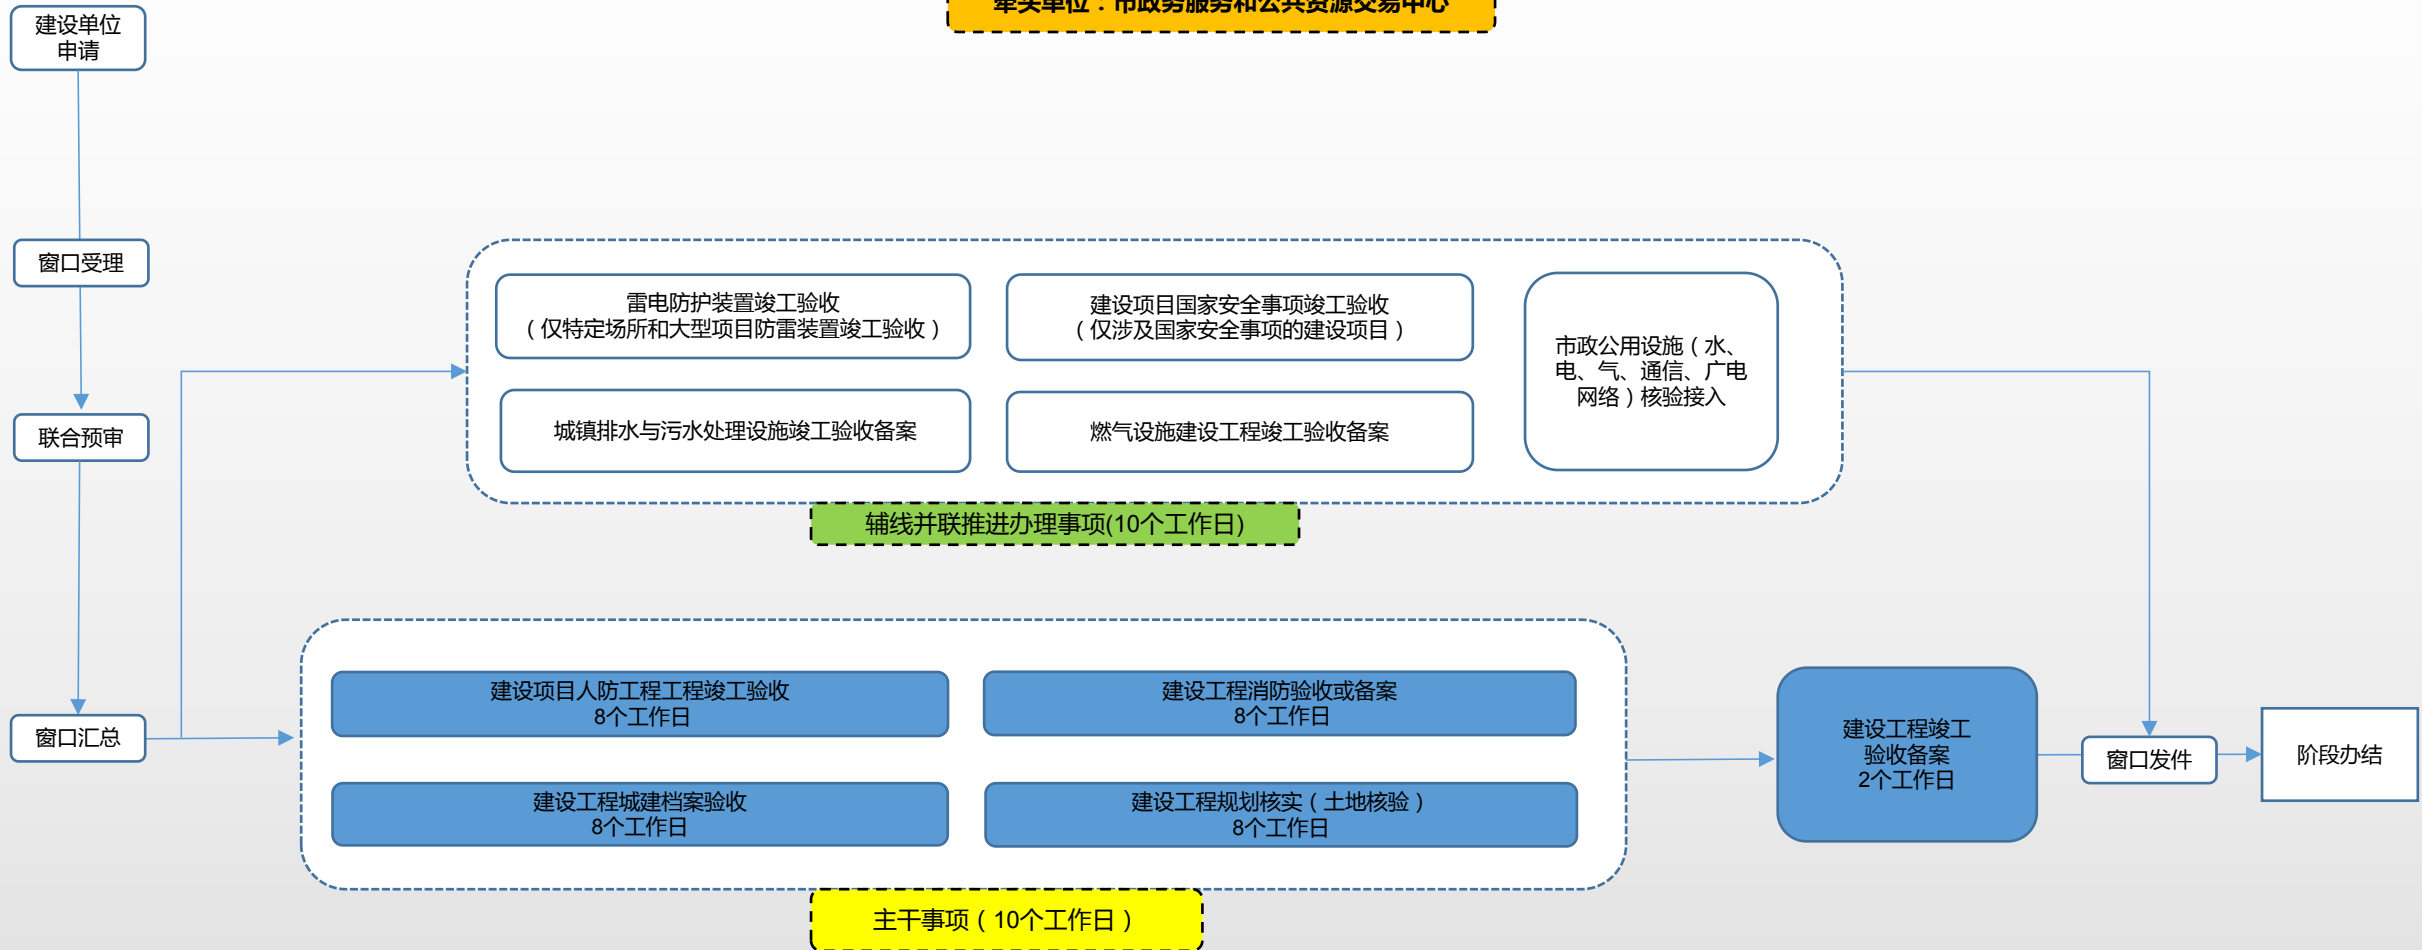 牵头单位：市政务服务和公共资源交易中心
建设单位
申请
窗口受理
联合预审
窗口汇总
雷电防护装置竣工验收
（仅特定场所和大型项目防雷装置竣工验收）
建设项目国家安全事项竣工验收
（仅涉及国家安全事项的建设项目）
城镇排水与污水处理设施竣工验收备案
燃气设施建设工程竣工验收备案
市政公用设施（水、
电、气、通信、广电
网络）核验接入
辅线并联推进办理事项(10个工作日)
建设项目人防工程工程竣工验收
8个工作日
建设工程消防验收或备案
8个工作日
建设工程城建档案验收
8个工作日
建设工程规划核实（土地核验）
8个工作日
主干事项（10个工作日）
建设工程竣工
验收备案
2个工作日
窗口发件
阶段办结